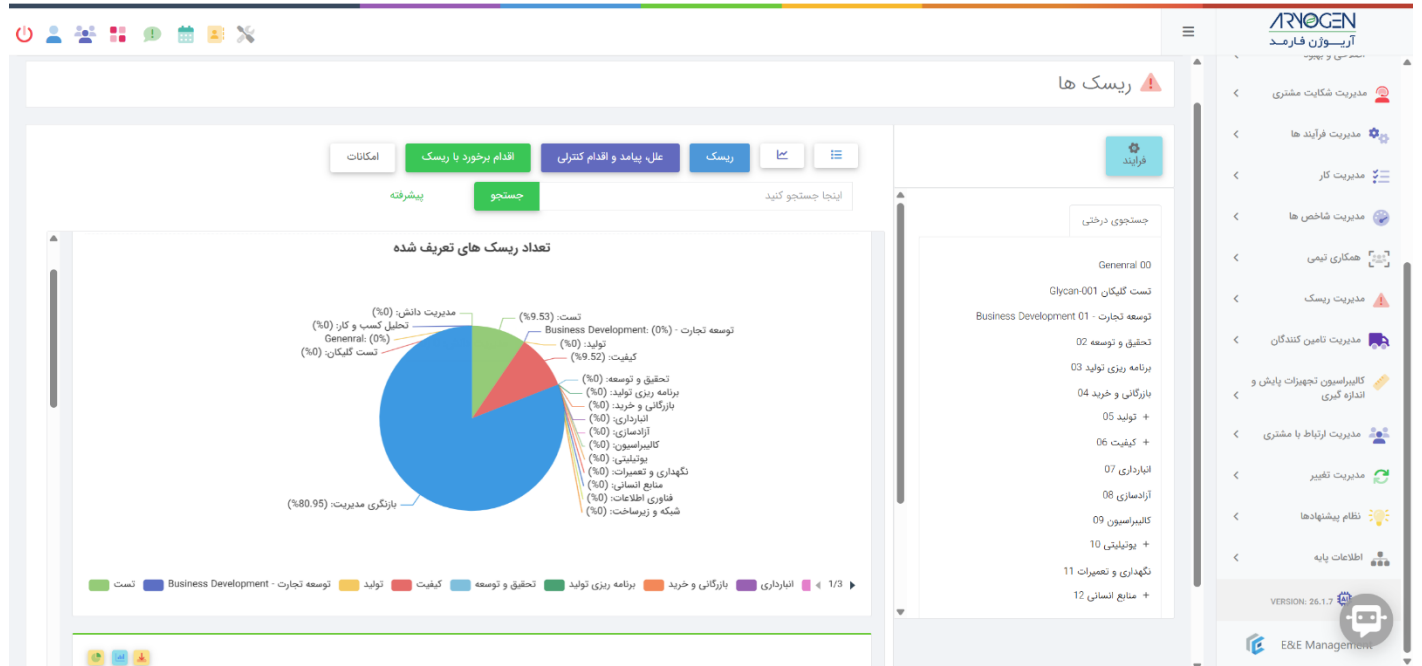 ARYOGEN
آریــوژن فارمـد
مدیریت شکایت مشتری
مدیریت فرآیند ها
مدیریت کار
مدیریت شاخص ها
همکاری تیمی
مدیریت ریسک
مدیریت تامین کنندگان
کالیبراسیون تجهیزات پایش و
اندازه گیری
مدیریت ارتباط با مشتری
مدیریت تغییر
نظام پیشنهادها
اطلاعات پایه
VERSION: 26.1.7
E&E Management
ریسک ها
فرآیند
جستجوی درختی
Genenral 00
تست گلیکان Glycan-001
توسعه تجارت - Business Development 01
تحقیق و توسعه 02
برنامه ریزی تولید 03
بازرگانی و خرید 04
+ تولید 05
+ کیفیت 06
انبارداری 07
آزادسازی 08
کالیبراسیون 09
+ یوتیلیتی 10
نگهداری و تعمیرات 11
+ منابع انسانی 12
ریسک
علل، پیامد و اقدام کنترلی
اقدام برخورد با ریسک
امکانات
اینجا جستجو کنید
جستجو
پیشرفته
تعداد ریسک های تعریف شده
تست: (9.53%)
توسعه تجارت - Business Development: (0%)
تولید: (0%)
کیفیت: (9.52%)
تحقیق و توسعه: (0%)
برنامه ریزی تولید: (0%)
بازرگانی و خرید: (0%)
انبارداری: (0%)
آزادسازی: (0%)
کالیبراسیون: (0%)
یوتیلیتی: (0%)
نگهداری و تعمیرات: (0%)
منابع انسانی: (0%)
فناوری اطلاعات: (0%)
شبکه و زیرساخت: (0%)
مدیریت دانش: (0%)
تحلیل کسب و کار: (0%)
Genenral: (0%)
تست گلیکان: (0%)
بازنگری مدیریت: (80.95%)
تست
توسعه تجارت - Business Development
تولید
کیفیت
تحقیق و توسعه
برنامه ریزی تولید
بازرگانی و خرید
انبارداری
1/3